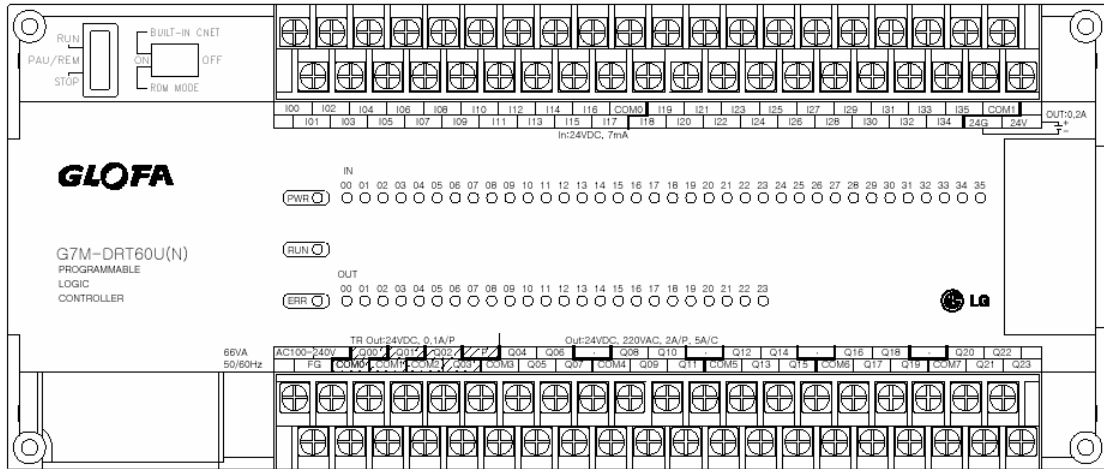 RUN
PAU/REM
STOP
BUILT-IN CNET
ON
OFF
ROM MODE
I00 I02 I04 I06 I08 I10 I12 I14 I16 COM0 I19 I21 I23 I25 I27 I29 I31 I33 I35 COM1
I01 I03 I05 I07 I09 I11 I13 I15 I17 I18 I20 I22 I24 I26 I28 I30 I32 I34 24G 24V
OUT:0.2A
+
-
In:24VDC, 7mA
GLOFA
IN
00 01 02 03 04 05 06 07 08 09 10 11 12 13 14 15 16 17 18 19 20 21 22 23 24 25 26 27 28 29 30 31 32 33 34 35
PWR
G7M-DRT60U(N)
PROGRAMMABLE
LOGIC
CONTROLLER
RUN
OUT
00 01 02 03 04 05 06 07 08 09 10 11 12 13 14 15 16 17 18 19 20 21 22 23
ERR
LG
TR Out:24VDC, 0.1A/P
Out:24VDC, 220VAC, 2A/P, 5A/C
66VA
50/60Hz
AC100-240V Q00 Q01 Q02 P Q04 Q06 · Q08 Q10 · Q12 Q14 · Q16 Q18 · Q20 Q22
FG COM0 COM1 COM2 Q03 COM3 Q05 Q07 COM4 Q09 Q11 COM5 Q13 Q15 COM6 Q17 Q19 COM7 Q21 Q23